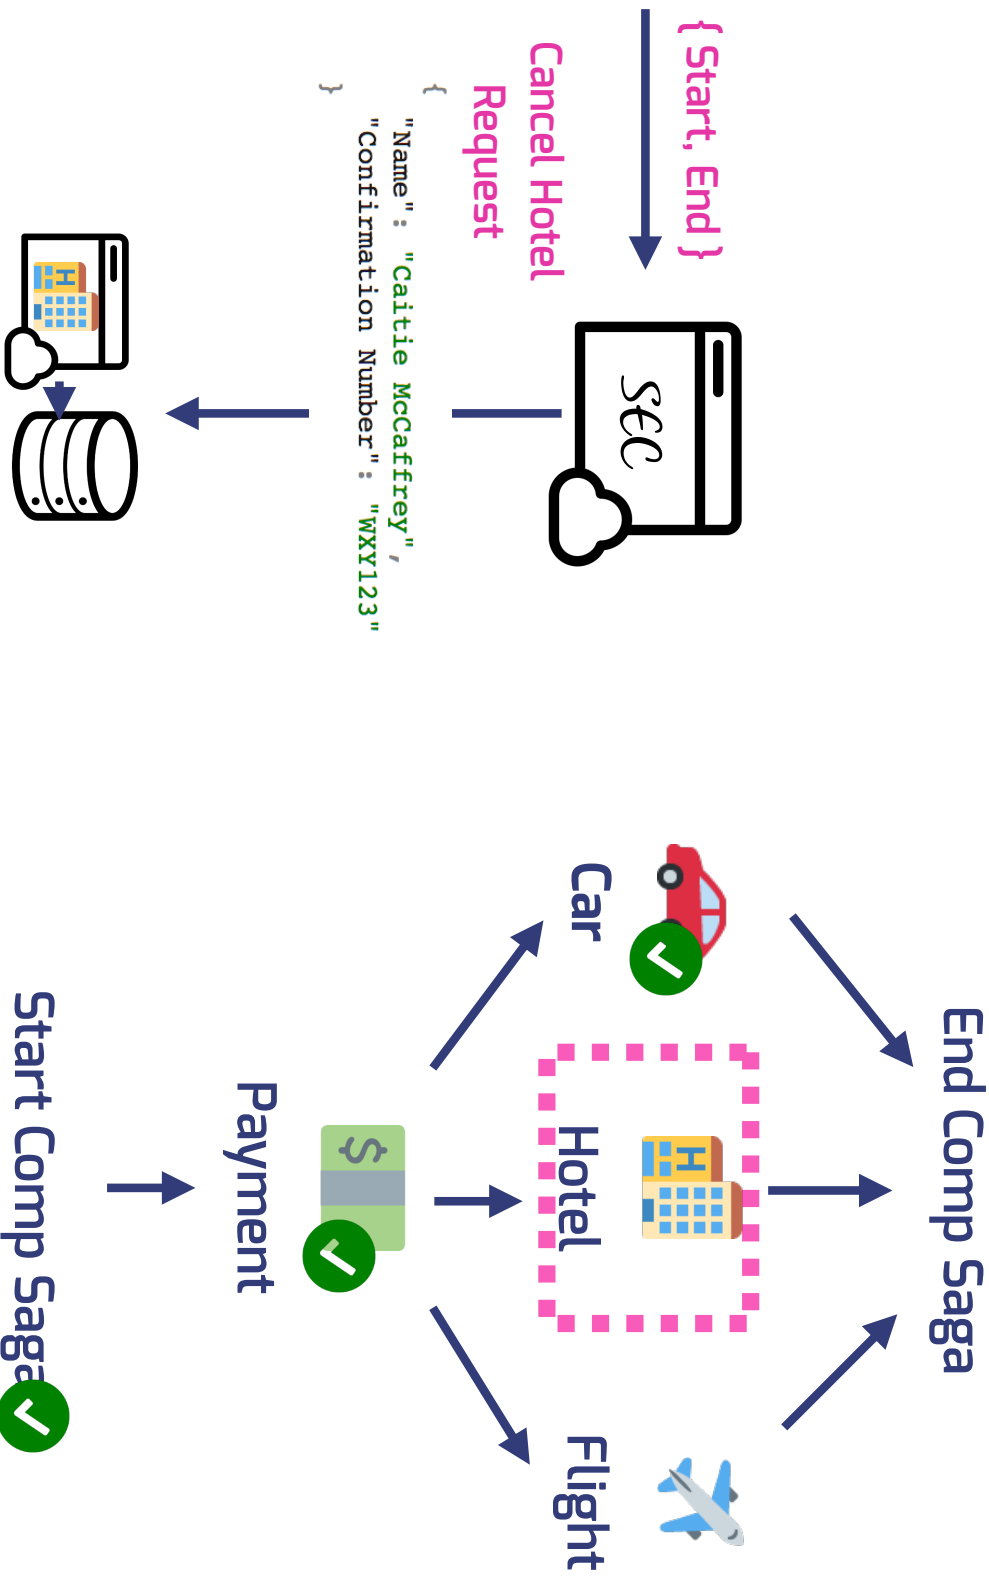 { Start, End }
SEC
Cancel Hotel
Request
{
"Name": "Caitie McCaffrey",
"Confirmation Number": "WXY123"
}
H
End Comp Saga
Car
Hotel
H
Flight
$
Payment
Start Comp Saga